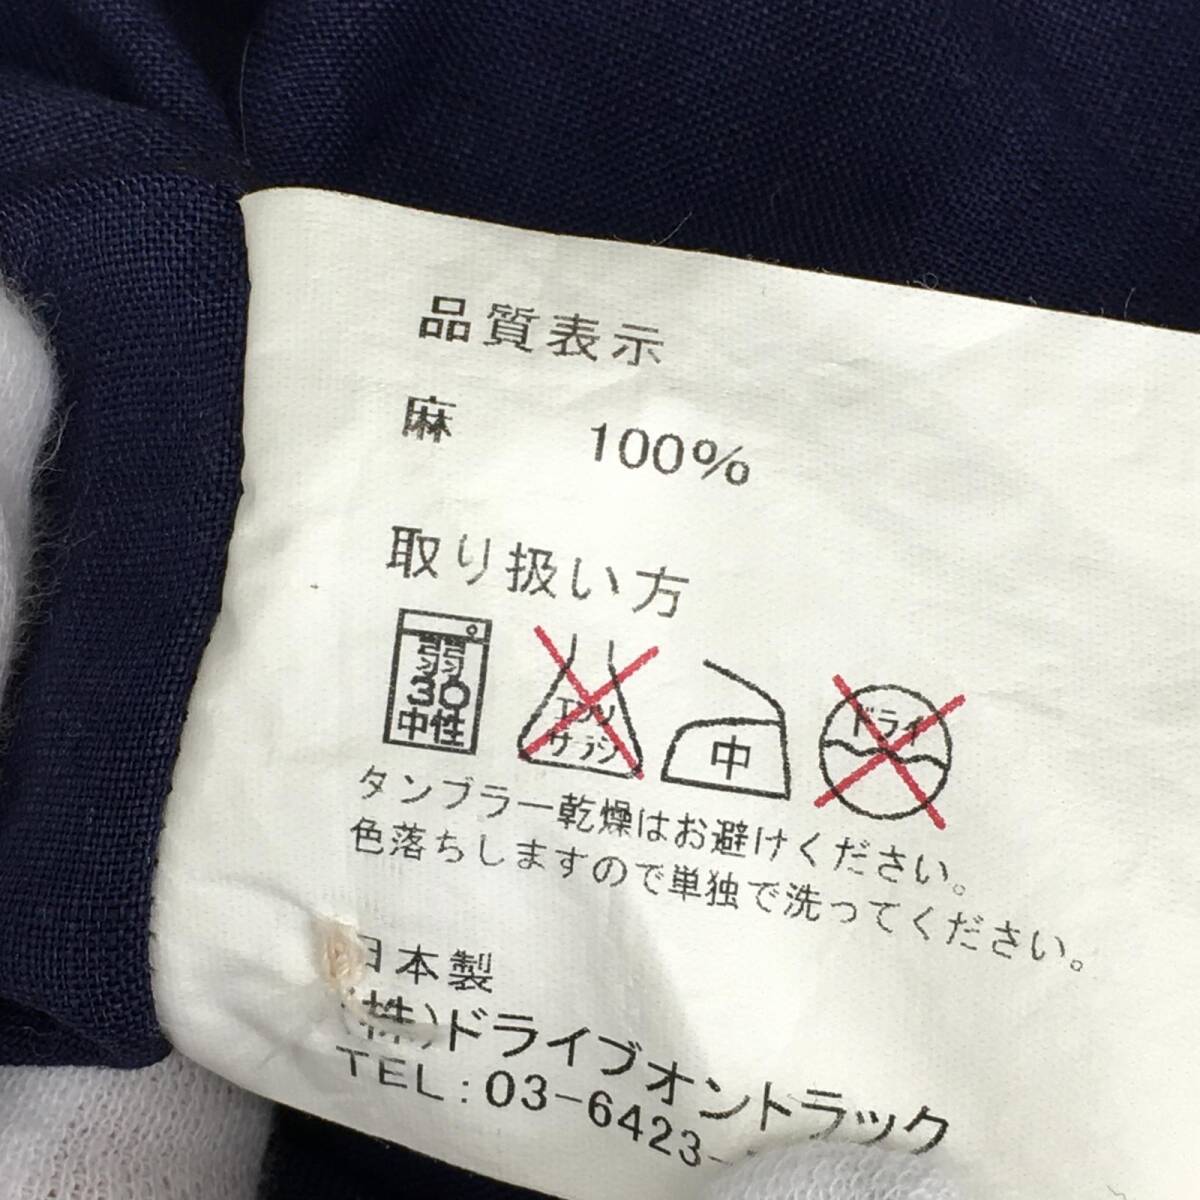 品質表示
麻 100%
取り扱い方
弱
30
中性
エンソ
サラシ
中
ドライ
タンブラー乾燥はお避けください。
色落ちしますので単独で洗ってください。
日本製
(株)ドライブオントラック
TEL: 03-6423-